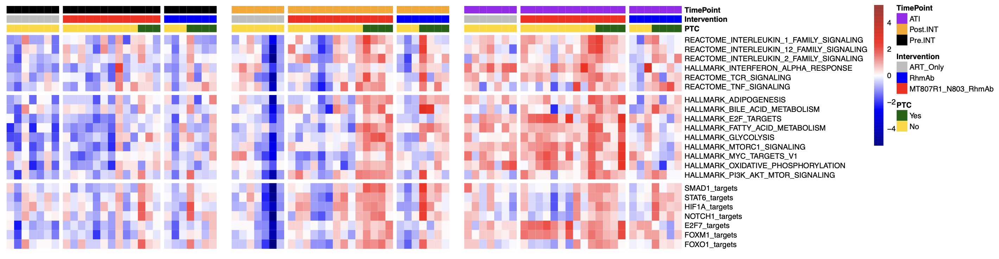 TimePoint
Intervention
PTC
REACTOME_INTERLEUKIN_1_FAMILY_SIGNALING
REACTOME_INTERLEUKIN_12_FAMILY_SIGNALING
REACTOME_INTERLEUKIN_2_FAMILY_SIGNALING
HALLMARK_INTERFERON_ALPHA_RESPONSE
REACTOME_TCR_SIGNALING
REACTOME_TNF_SIGNALING
HALLMARK_ADIPOGENESIS
HALLMARK_BILE_ACID_METABOLISM
HALLMARK_E2F_TARGETS
HALLMARK_FATTY_ACID_METABOLISM
HALLMARK_GLYCOLYSIS
HALLMARK_MTORC1_SIGNALING
HALLMARK_MYC_TARGETS_V1
HALLMARK_OXIDATIVE_PHOSPHORYLATION
HALLMARK_PI3K_AKT_MTOR_SIGNALING
SMAD1_targets
STAT6_targets
HIF1A_targets
NOTCH1_targets
E2F7_targets
FOXM1_targets
FOXO1_targets
4
2
0
−2
−4
TimePoint
ATI
Post.INT
Pre.INT
Intervention
ART_Only
RhmAb
MT807R1_N803_RhmAb
PTC
Yes
No